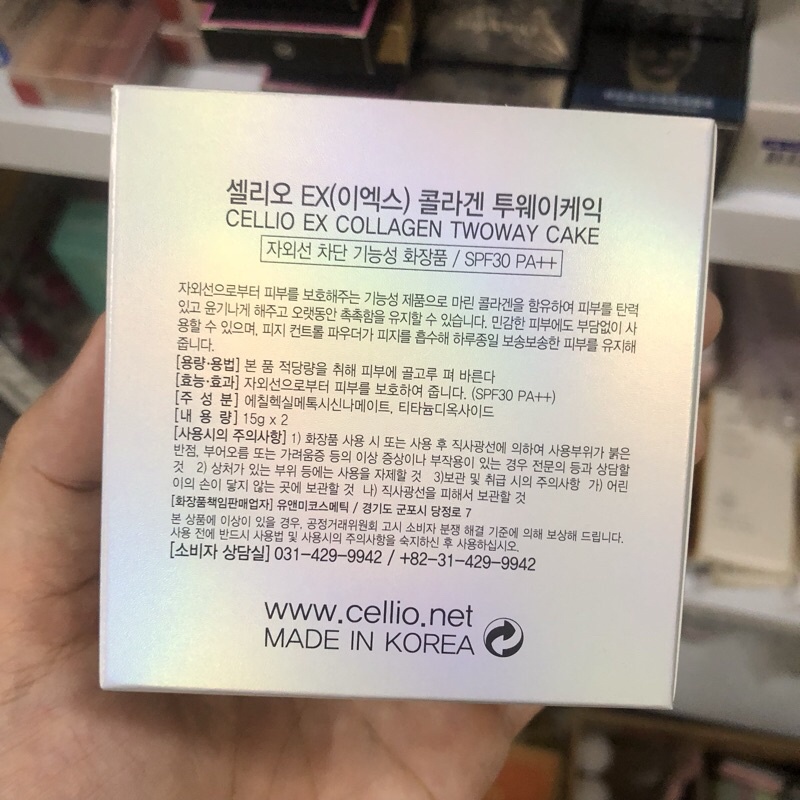 셀리오 EX(이엑스) 콜라겐 투웨이케익
CELLIO EX COLLAGEN TWOWAY CAKE
자외선 차단 기능성 화장품 / SPF30 PA++
자외선으로부터 피부를 보호해주는 기능성 제품으로 마린 콜라겐을 함유하여 피부를 탄력
있고 윤기나게 해주고 오랫동안 촉촉함을 유지할 수 있습니다. 민감한 피부에도 부담없이 사
용할 수 있으며, 피지 컨트롤 파우더가 피지를 흡수해 하루종일 보송보송한 피부를 유지해
줍니다.
[용량·용법] 본 품 적당량을 취해 피부에 골고루 펴 바른다
[효능·효과] 자외선으로부터 피부를 보호하여 줍니다. (SPF30 PA++)
[주 성 분] 에칠헥실메톡시신나메이트, 티타늄디옥사이드
[내 용 량] 15g x 2
[사용시의 주의사항] 1) 화장품 사용 시 또는 사용 후 직사광선에 의하여 사용부위가 붉은
반점, 부어오름 또는 가려움증 등의 이상 증상이나 부작용이 있는 경우 전문의 등과 상담할
것 2) 상처가 있는 부위 등에는 사용을 자제할 것 3)보관 및 취급 시의 주의사항 가) 어린
이의 손이 닿지 않는 곳에 보관할 것 나) 직사광선을 피해서 보관할 것
[화장품책임판매업자] 유앤미코스메틱 / 경기도 군포시 당정로 7
본 상품에 이상이 있을 경우, 공정거래위원회 고시 소비자 분쟁 해결 기준에 의해 보상해 드립니다.
사용 전에 반드시 사용법 및 사용시의 주의사항을 숙지하신 후 사용하십시오.
[소비자 상담실] 031-429-9942 / +82-31-429-9942
www.cellio.net
MADE IN KOREA